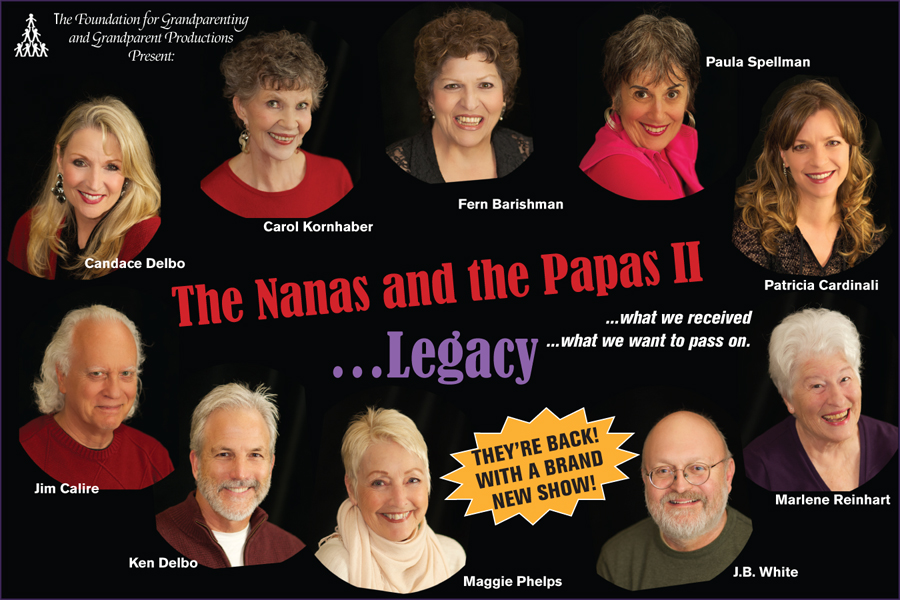 The Foundation for Grandparenting
and Grandparent Productions
Present:
Paula Spellman
Fern Barishman
Carol Kornhaber
Candace Delbo
Patricia Cardinali
The Nanas and the Papas II
...what we received
...what we want to pass on.
...Legacy
THEY'RE BACK!
WITH A BRAND
NEW SHOW!
Jim Calire
Marlene Reinhart
Ken Delbo
J.B. White
Maggie Phelps